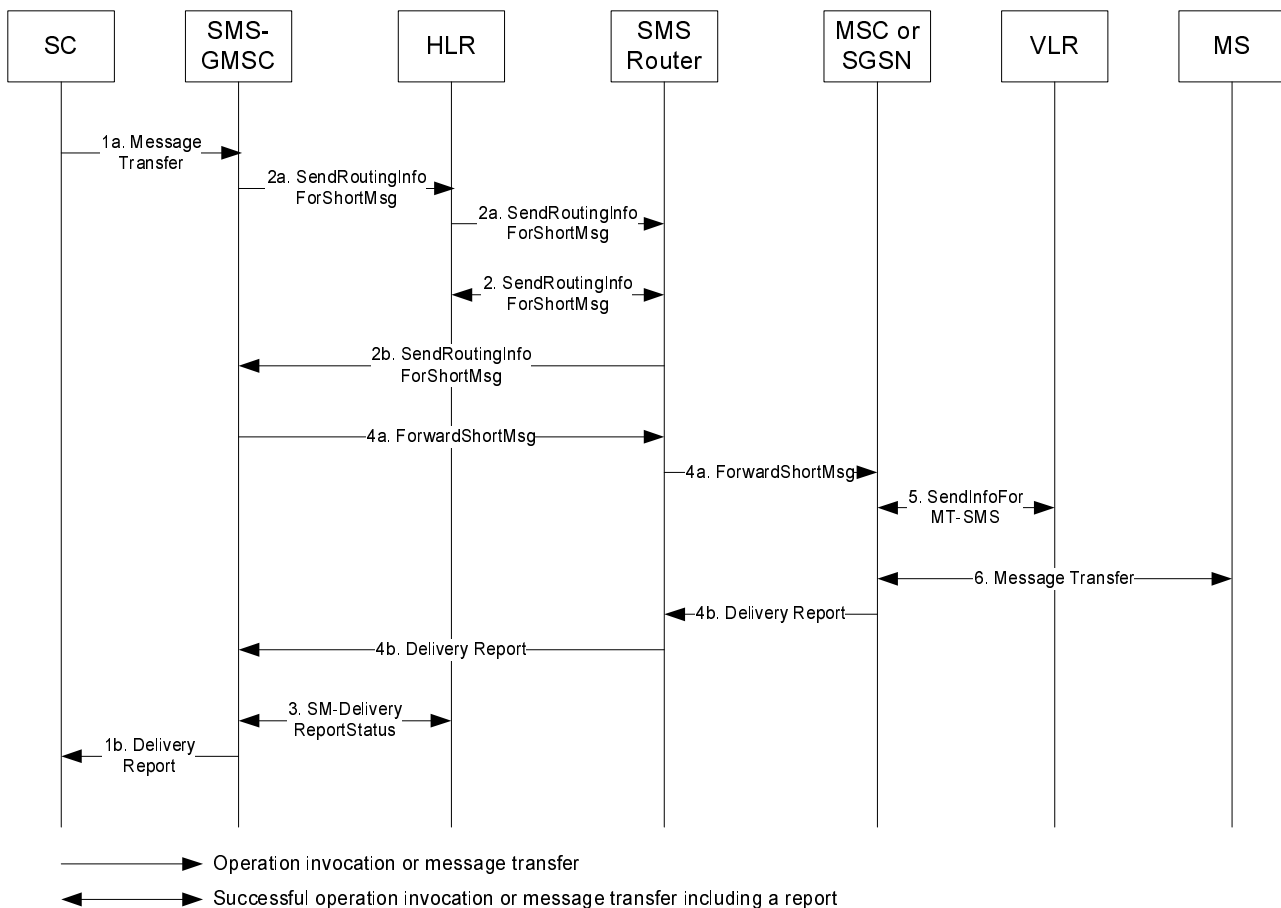 SC
SMS-
GMSC
HLR
SMS
Router
MSC or
SGSN
VLR
MS
1a. Message
Transfer
2a. SendRoutingInfo
ForShortMsg
2a. SendRoutingInfo
ForShortMsg
2. SendRoutingInfo
ForShortMsg
2b. SendRoutingInfo
ForShortMsg
4a. ForwardShortMsg
4a. ForwardShortMsg
5. SendInfoFor
MT-SMS
6. Message Transfer
4b. Delivery Report
4b. Delivery Report
3. SM-Delivery
ReportStatus
1b. Delivery
Report
Operation invocation or message transfer
Successful operation invocation or message transfer including a report